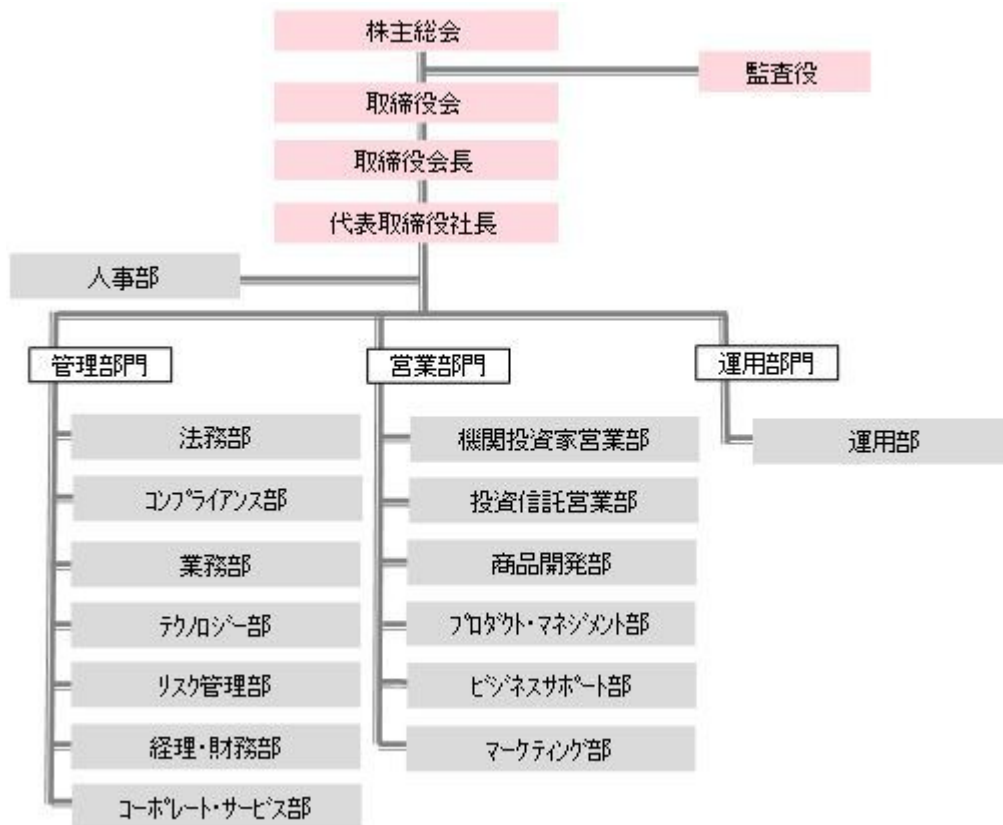 株主総会
監査役
取締役会
取締役会長
代表取締役社長
人事部
管理部門
営業部門
運用部門
法務部
機関投資家営業部
運用部
ｺﾝﾌﾟﾗｲｱﾝｽ部
投資信託営業部
業務部
商品開発部
ﾃｸﾉﾛｼﾞｰ部
ﾌﾟﾛﾀﾞｸﾄ・ﾏﾈｼﾞﾒﾝﾄ部
ﾘｽｸ管理部
ﾋﾞｼﾞﾈｽｻﾎﾟｰﾄ部
経理・財務部
ﾏｰｹﾃｨﾝｸﾞ部
ｺｰﾎﾟﾚｰﾄ・ｻｰﾋﾞｽ部